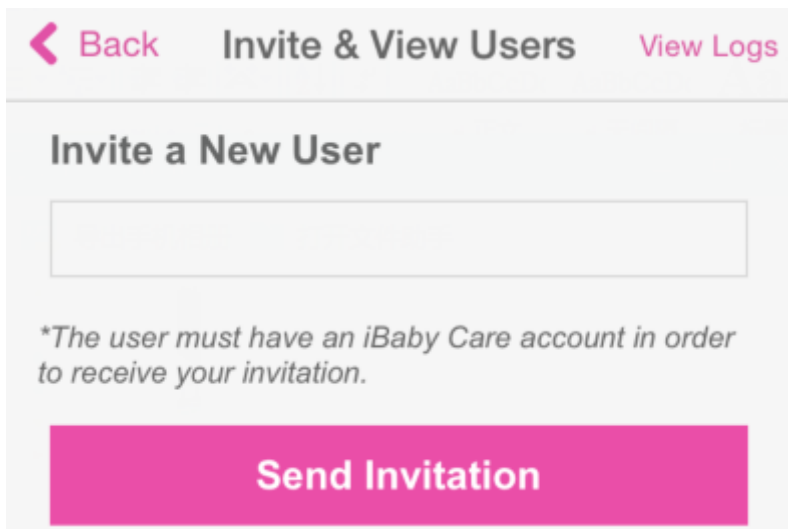 Back Invite & View Users View Logs
Invite a New User
*The user must have an iBaby Care account in order
to receive your invitation.
Send Invitation